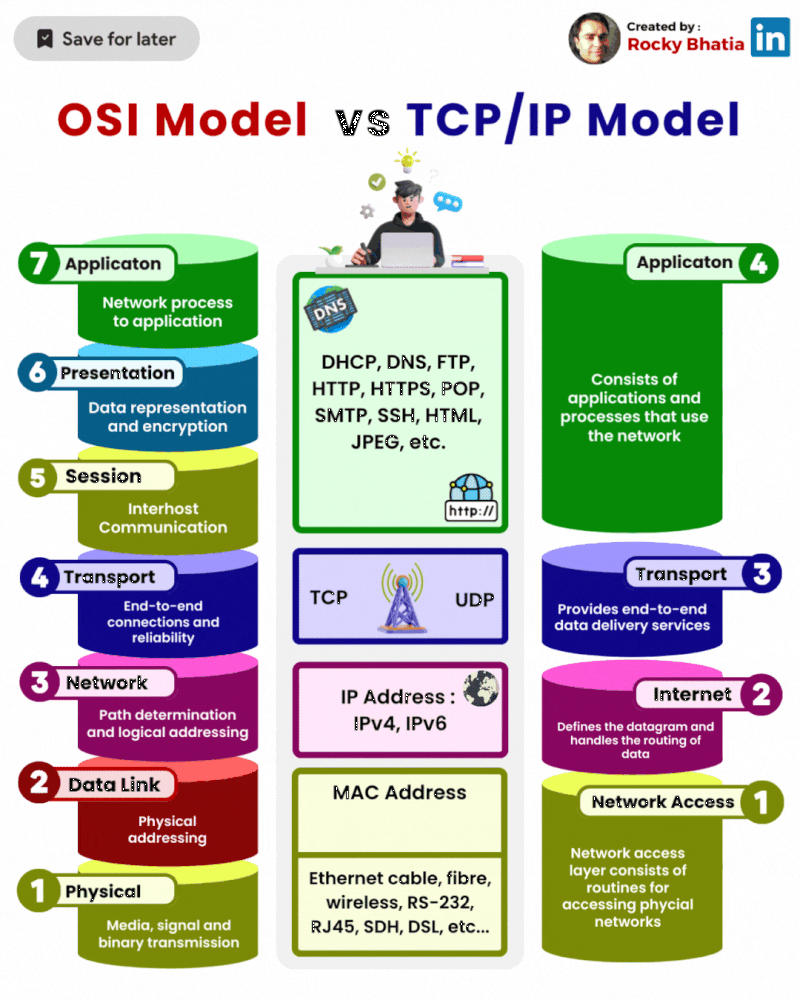 Save for later
Created by :
Rocky Bhatia
in
OSI Model vs TCP/IP Model
7 Applicaton
Network process
to application
6 Presentation
Data representation
and encryption
5 Session
Interhost
Communication
4 Transport
End-to-end
connections and
reliability
3 Network
Path determination
and logical addressing
2 Data Link
Physical
addressing
1 Physical
Media, signal and
binary transmission
DNS
DHCP, DNS, FTP,
HTTP, HTTPS, POP,
SMTP, SSH, HTML,
JPEG, etc.
http://
TCP
UDP
IP Address :
IPv4, IPv6
MAC Address
Ethernet cable, fibre,
wireless, RS-232,
RJ45, SDH, DSL, etc...
Applicaton 4
Consists of
applications and
processes that use
the network
Transport 3
Provides end-to-end
data delivery services
Internet 2
Defines the datagram and
handles the routing of
data
Network Access 1
Network access
layer consists of
routines for
accessing phycial
networks